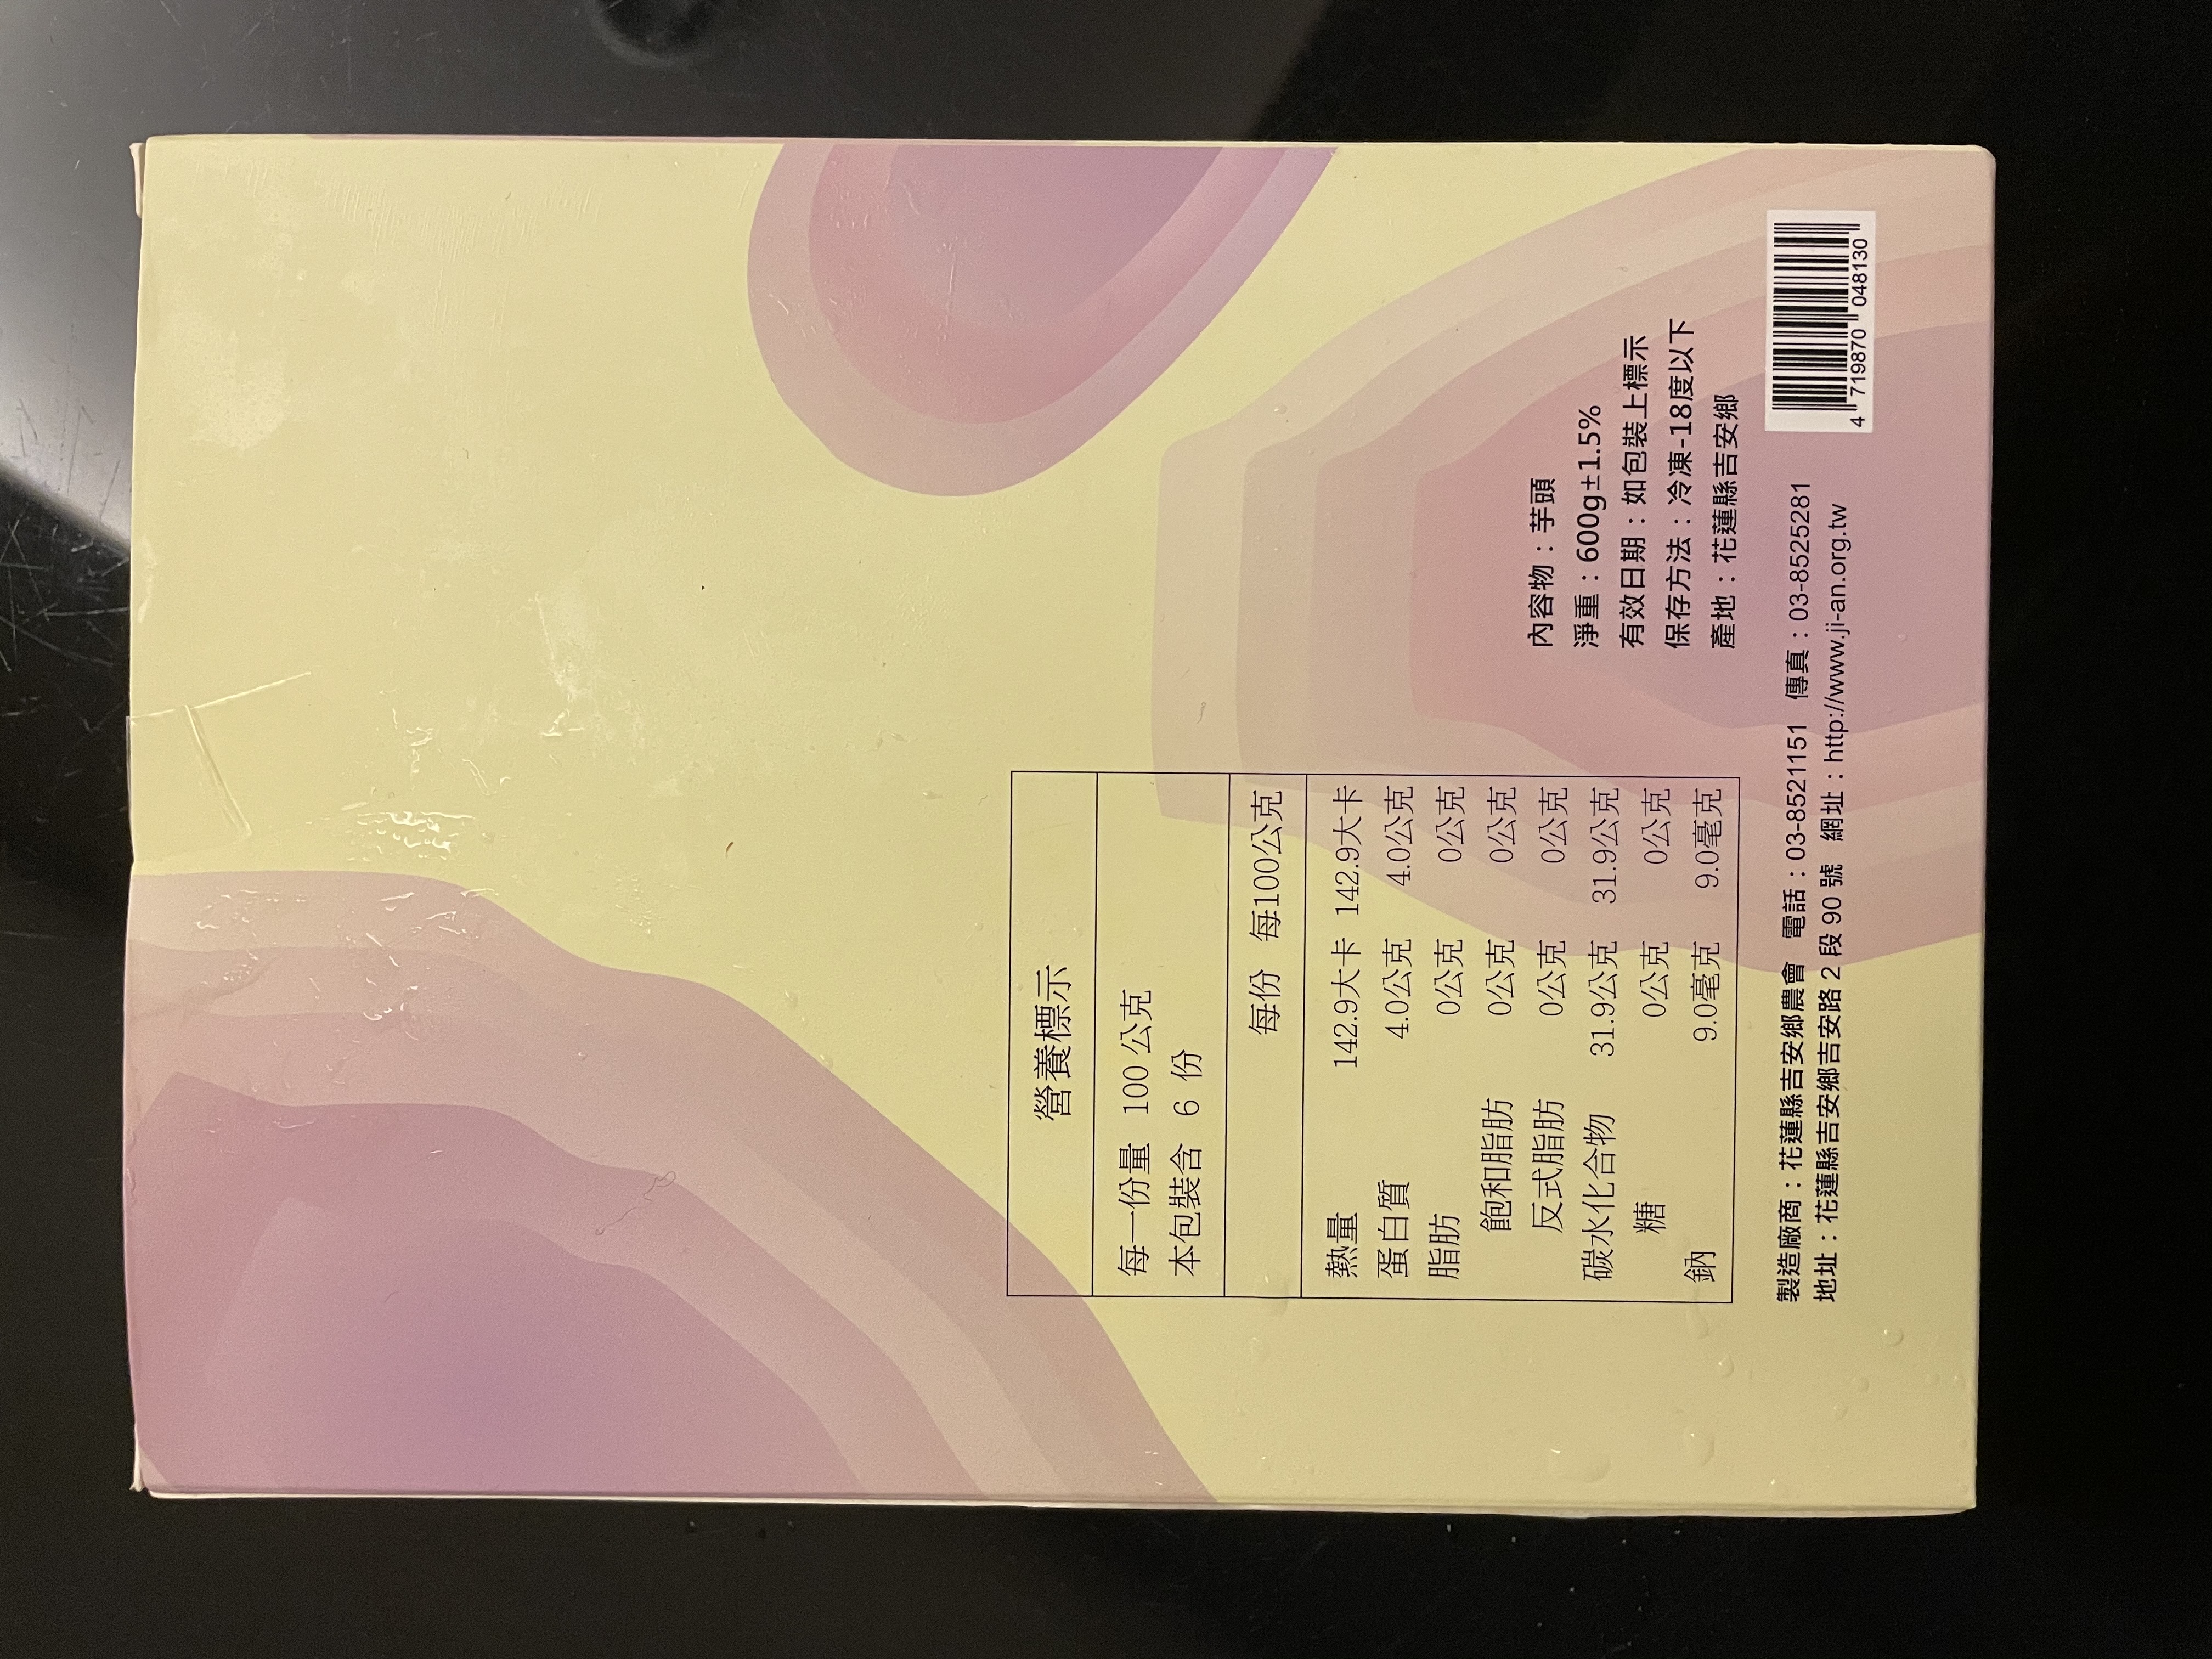 營養標示
每一份量 100 公克
本包裝含 6 份
每份 每100公克
熱量 142.9大卡 142.9大卡
蛋白質 4.0公克 4.0公克
脂肪 0公克 0公克
飽和脂肪 0公克 0公克
反式脂肪 0公克 0公克
碳水化合物 31.9公克 31.9公克
糖 0公克 0公克
鈉 9.0毫克 9.0毫克
內容物：芋頭
淨重：600g±1.5%
有效日期：如包裝上標示
保存方法：冷凍-18度以下
產地：花蓮縣吉安鄉
製造廠商：花蓮縣吉安鄉農會 電話：03-8521151 傳真：03-8525281
地址：花蓮縣吉安鄉吉安路 2 段 90 號 網址：http://www.ji-an.org.tw
4 719870 048130